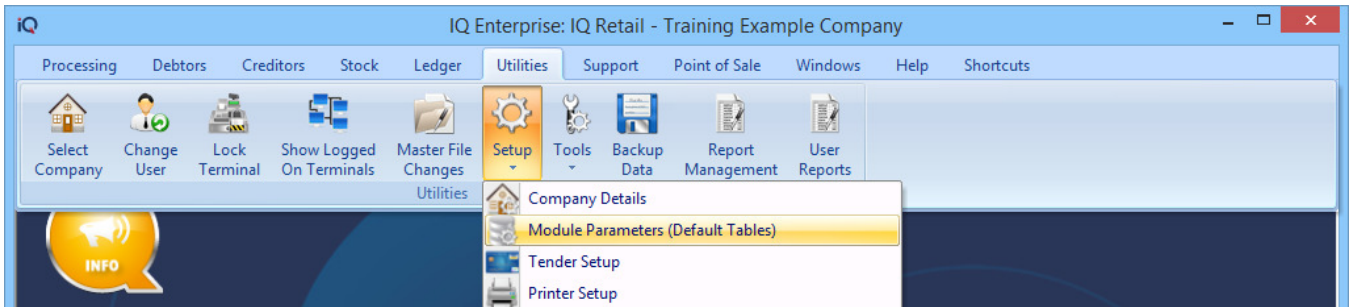 iQ
IQ Enterprise: IQ Retail - Training Example Company
Processing Debtors Creditors Stock Ledger Utilities Support Point of Sale Windows Help Shortcuts
Select Company
Change User
Lock Terminal
Show Logged On Terminals
Master File Changes
Setup
Tools
Backup Data
Report Management
User Reports
Utilities
Company Details
Module Parameters (Default Tables)
Tender Setup
Printer Setup
INFO